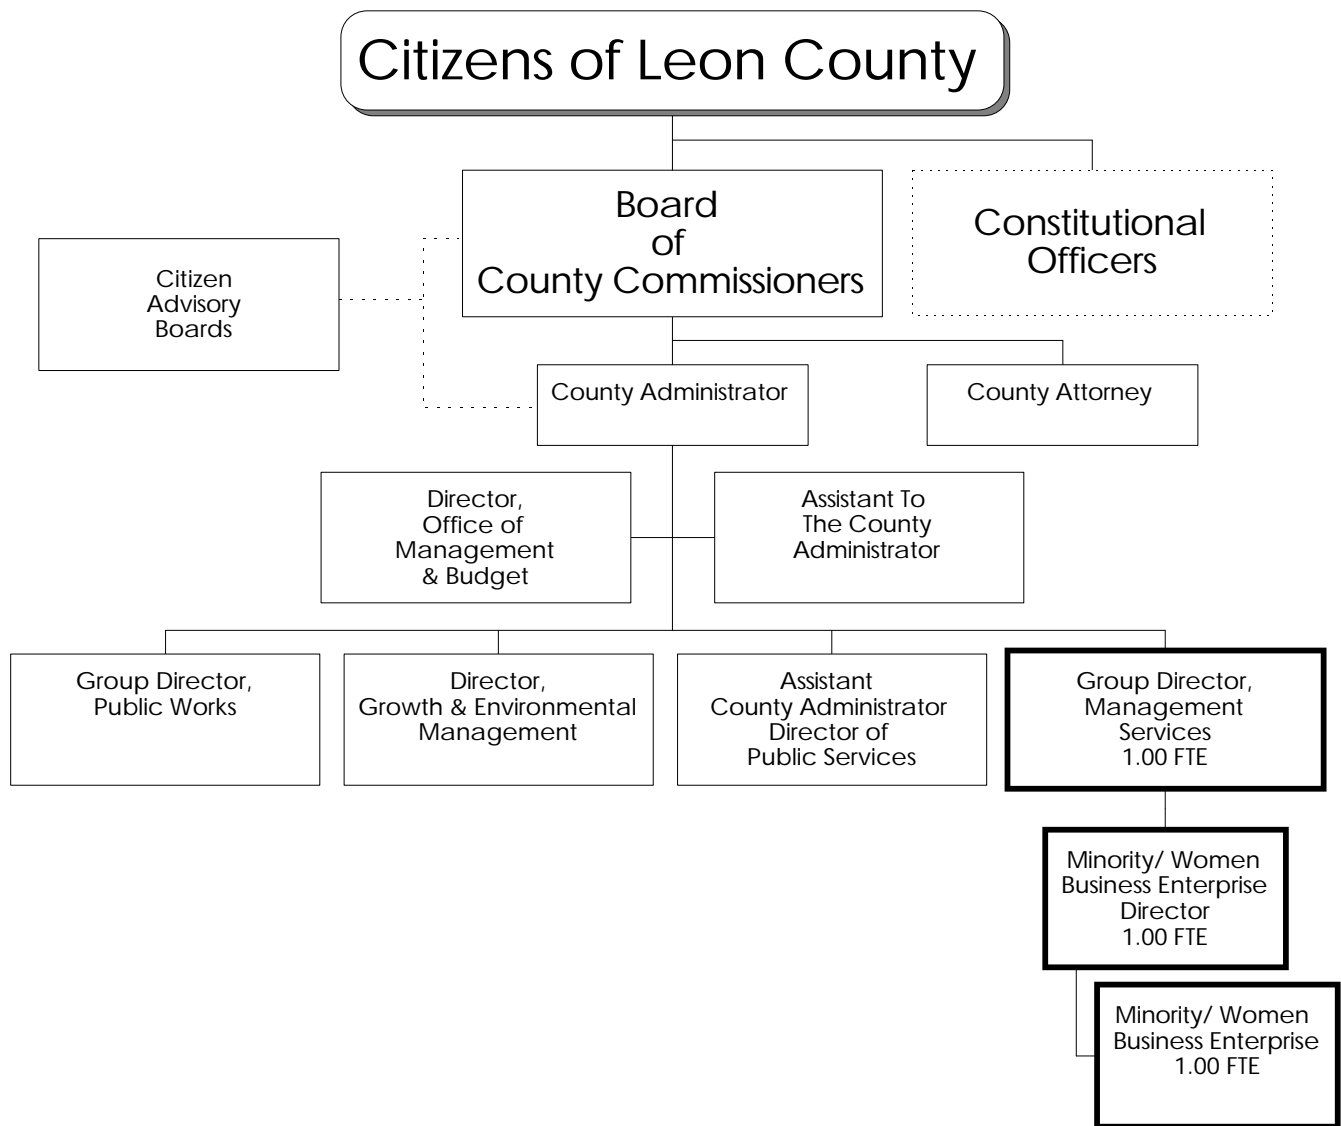 Citizens of Leon County
Board
of
County Commissioners
Constitutional
Officers
Citizen
Advisory
Boards
County Administrator
County Attorney
Director,
Office of
Management
& Budget
Assistant To
The County
Administrator
Group Director,
Public Works
Director,
Growth & Environmental
Management
Assistant
County Administrator
Director of
Public Services
Group Director,
Management
Services
1.00 FTE
Minority/ Women
Business Enterprise
Director
1.00 FTE
Minority/ Women
Business Enterprise
1.00 FTE